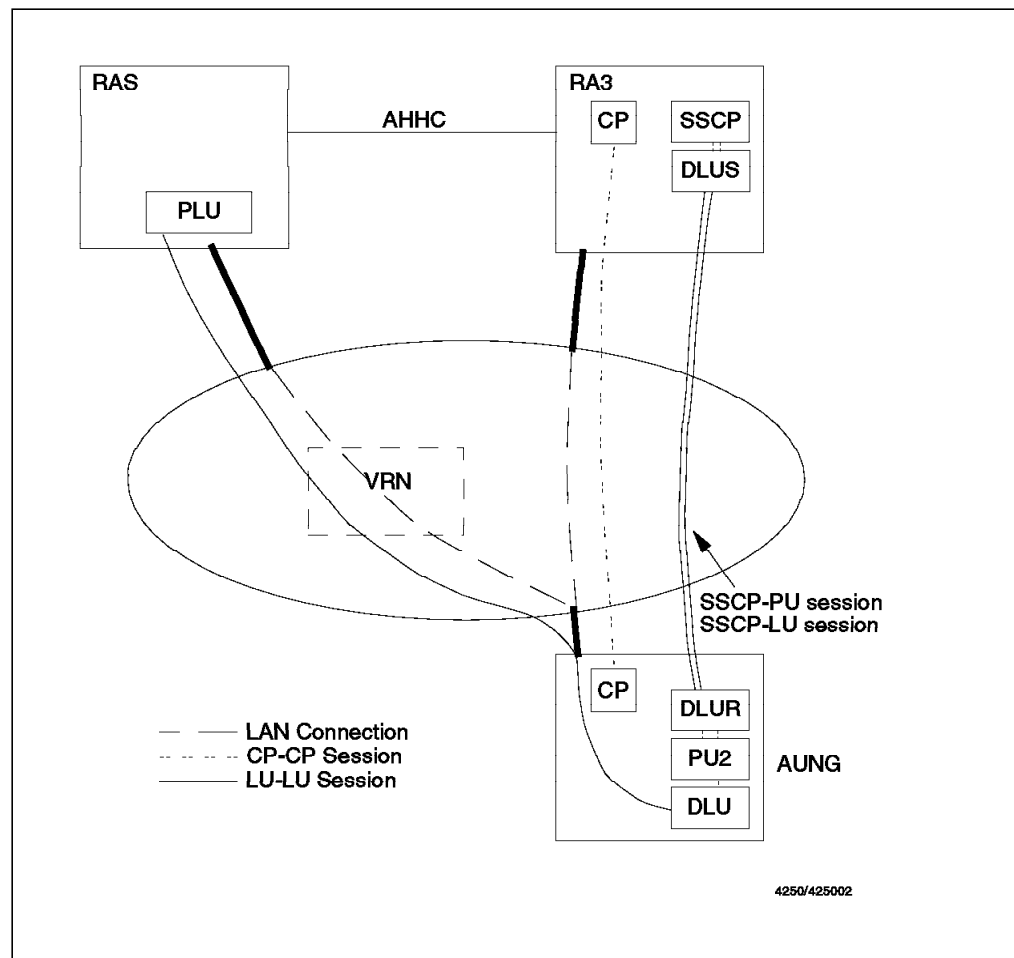 RAS
RA3
AHHC
CP
SSCP
DLUS
PLU
VRN
SSCP-PU session
SSCP-LU session
CP
DLUR
PU2
AUNG
DLU
LAN Connection
CP-CP Session
LU-LU Session
4250/425002